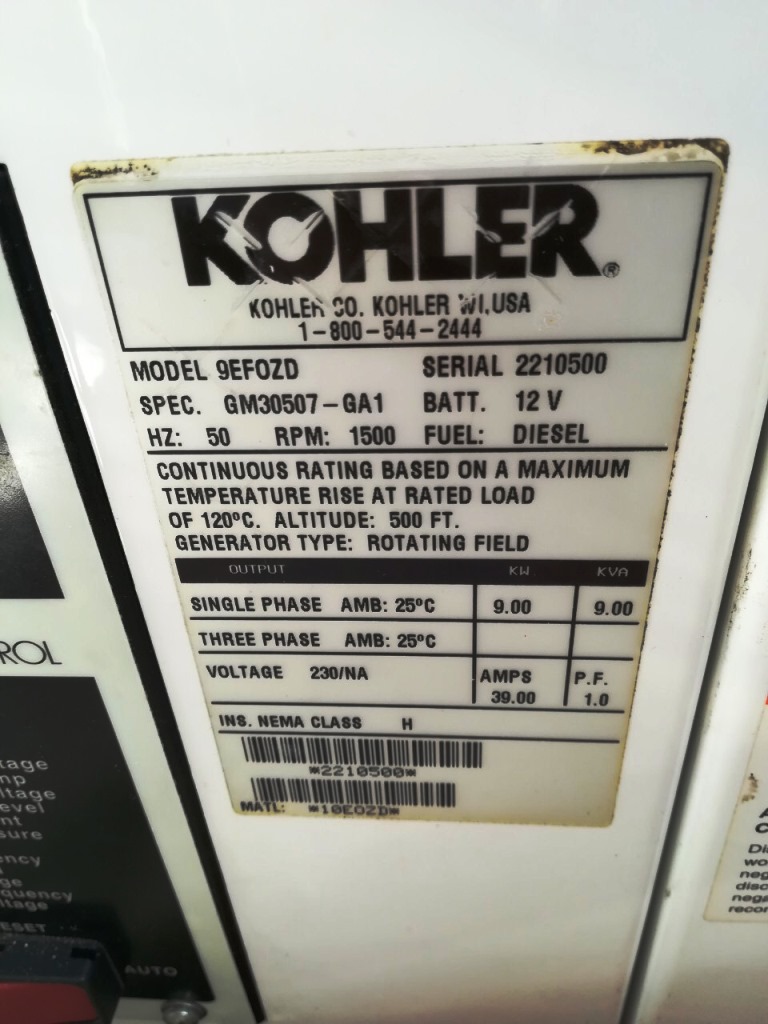 KOHLER®
KOHLER CO. KOHLER WI,USA
1-800-544-2444
MODEL 9EFOZD SERIAL 2210500
SPEC. GM30507-GA1 BATT. 12 V
HZ: 50 RPM: 1500 FUEL: DIESEL
CONTINUOUS RATING BASED ON A MAXIMUM
TEMPERATURE RISE AT RATED LOAD
OF 120°C. ALTITUDE: 500 FT.
GENERATOR TYPE: ROTATING FIELD
OUTPUT KW KVA
SINGLE PHASE AMB: 25°C 9.00 9.00
THREE PHASE AMB: 25°C
VOLTAGE 230/NA AMPS P.F.
39.00 1.0
INS. NEMA CLASS H
*2210500*
MATL: *10EOZD*
ROL
kage
mp
ltage
evel
nt
sure
ency
ge
quency
ltage
ESET
AUTO
Di
wo
neg
disc
nega
recor